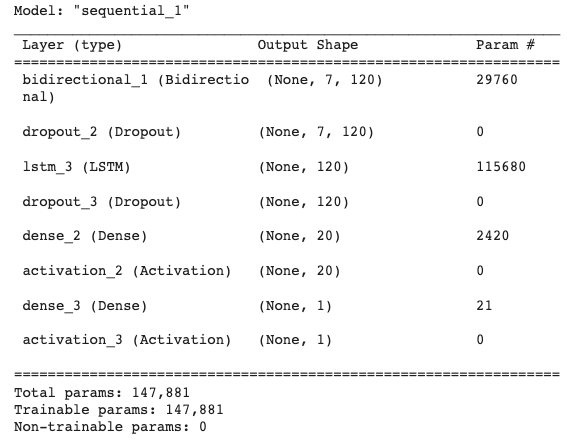 Model: "sequential_1"
Layer (type) Output Shape Param #
bidirectional_1 (Bidirectio (None, 7, 120) 29760
nal)
dropout_2 (Dropout) (None, 7, 120) 0
lstm_3 (LSTM) (None, 120) 115680
dropout_3 (Dropout) (None, 120) 0
dense_2 (Dense) (None, 20) 2420
activation_2 (Activation) (None, 20) 0
dense_3 (Dense) (None, 1) 21
activation_3 (Activation) (None, 1) 0
Total params: 147,881
Trainable params: 147,881
Non-trainable params: 0